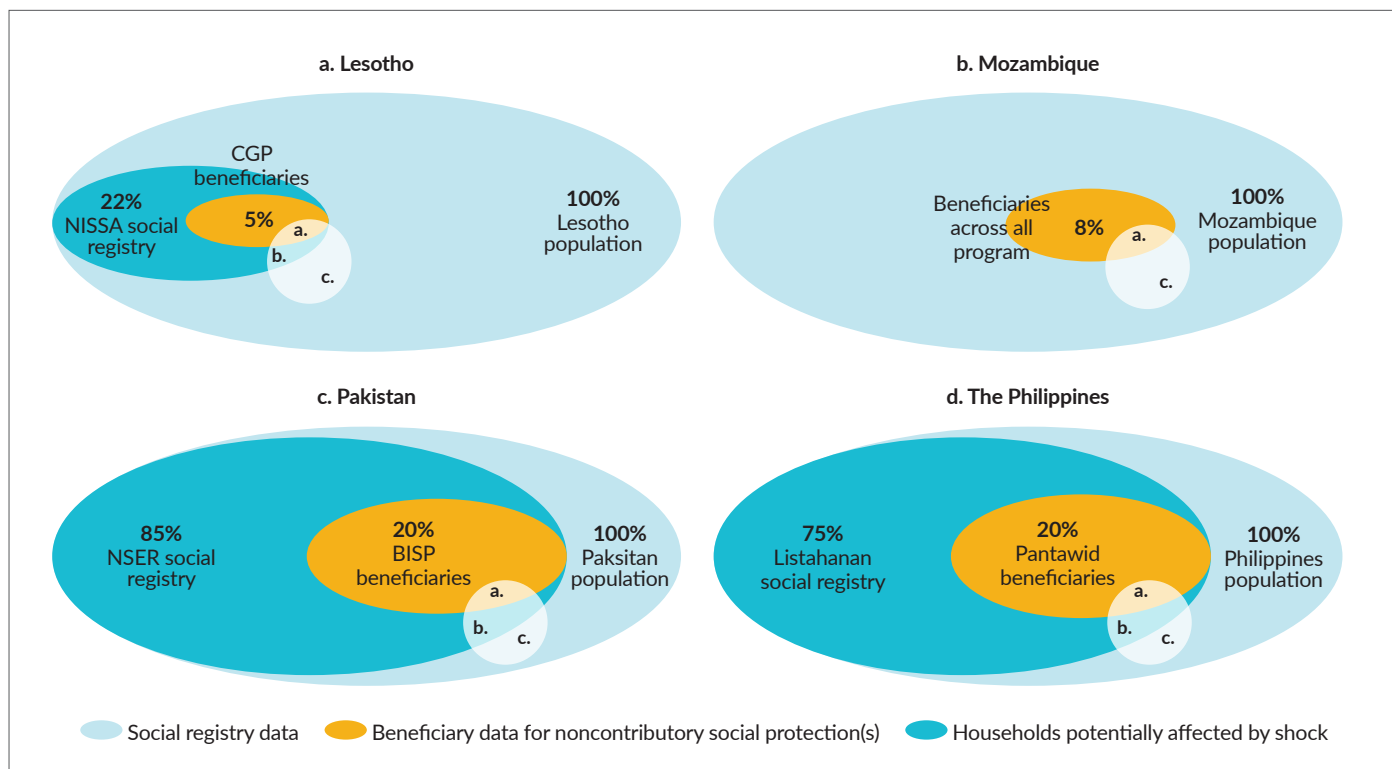 a. Lesotho
CGP
beneficiaries
22%
NISSA social
registry
5%
a.
b.
c.
100%
Lesotho
population
b. Mozambique
Beneficiaries
across all
program
8%
a.
c.
100%
Mozambique
population
c. Pakistan
85%
NSER social
registry
20%
BISP
beneficiaries
a.
b.
c.
100%
Paksitan
population
d. The Philippines
75%
Listahanan
social registry
20%
Pantawid
beneficiaries
a.
b.
c.
100%
Philippines
population
Social registry data
Beneficiary data for noncontributory social protection(s)
Households potentially affected by shock